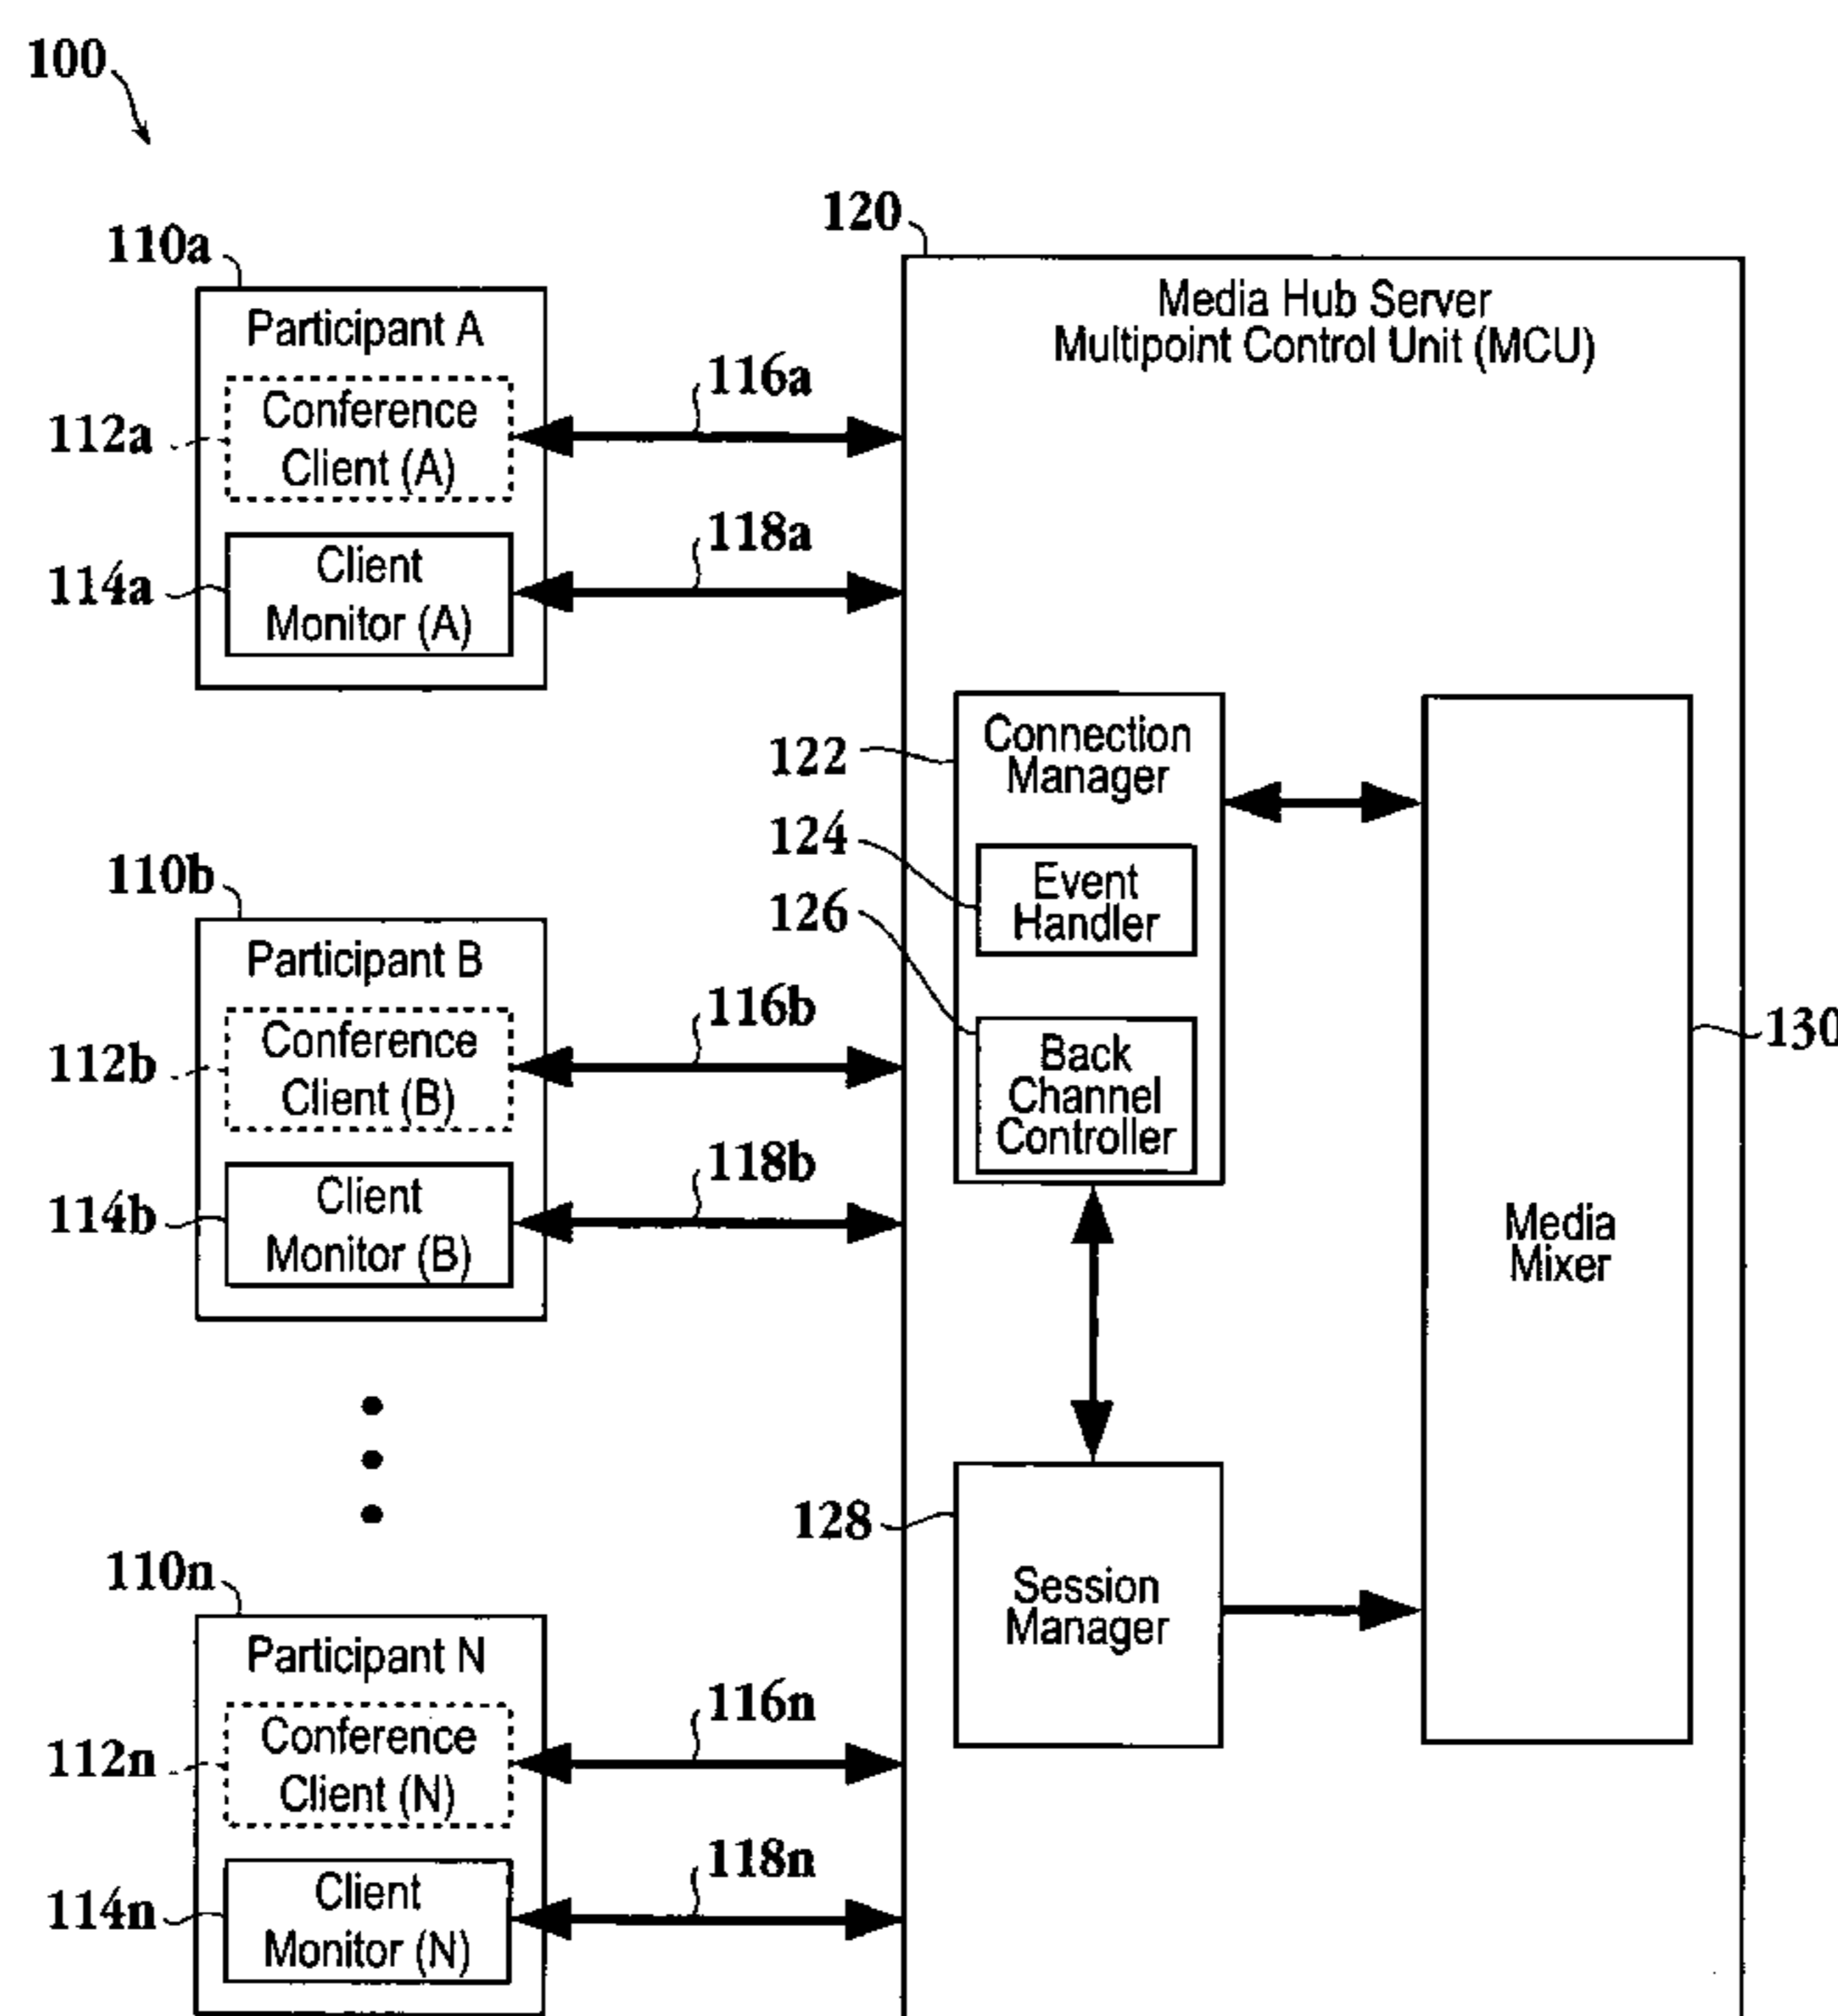 100
110a
Participant A
Conference
Client (A)
112a
Client
Monitor (A)
114a
116a
118a
110b
Participant B
Conference
Client (B)
112b
Client
Monitor (B)
114b
116b
118b
110n
Participant N
Conference
Client (N)
112n
Client
Monitor (N)
114n
116n
118n
120
Media Hub Server
Multipoint Control Unit (MCU)
122
Connection
Manager
124
Event
Handler
126
Back
Channel
Controller
128
Session
Manager
Media
Mixer
130